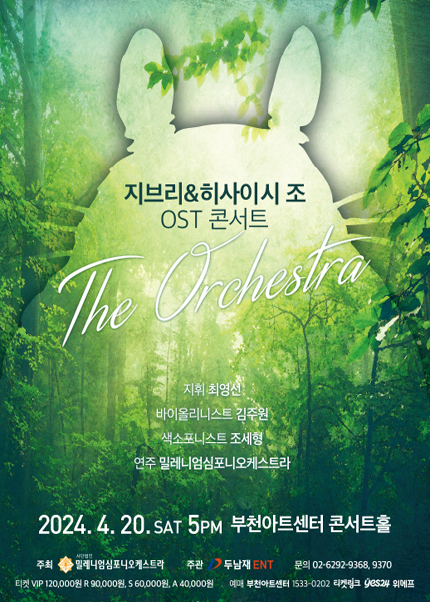 지브리&히사이시 조
OST 콘서트
The Orchestra
지휘 최영선
바이올리니스트 김주원
색소포니스트 조세형
연주 밀레니엄심포니오케스트라
2024. 4. 20. SAT 5PM 부천아트센터 콘서트홀
주최 사단법인 밀레니엄심포니오케스트라 주관 두남재 ENT 문의 02-6292-9368, 9370
티켓 VIP 120,000원 R 90,000원, S 60,000원, A 40,000원 예매 부천아트센터 1533-0202 티켓링크 yes24 위메프